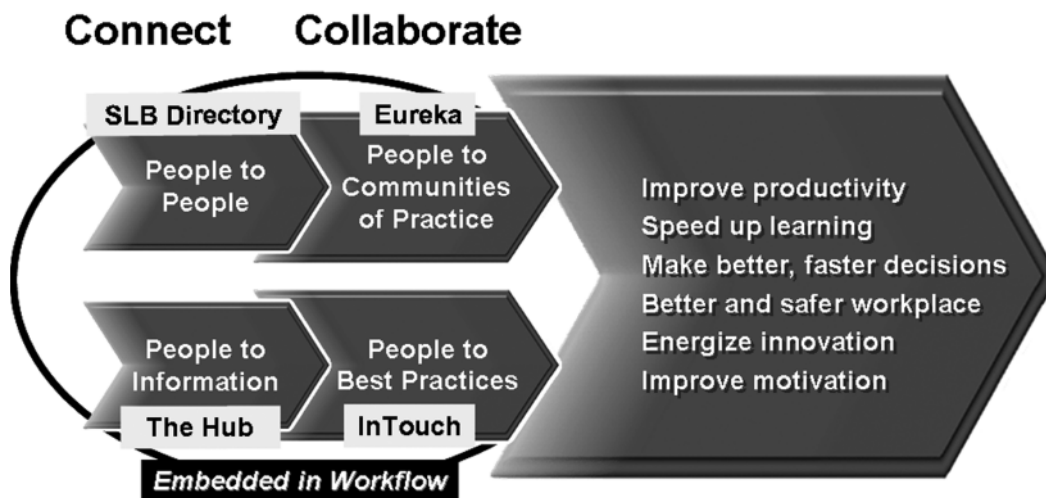 Connect Collaborate
SLB Directory
People to
People
Eureka
People to
Communities
of Practice
People to
Information
The Hub
People to
Best Practices
InTouch
Embedded in Workflow
Improve productivity
Speed up learning
Make better, faster decisions
Better and safer workplace
Energize innovation
Improve motivation